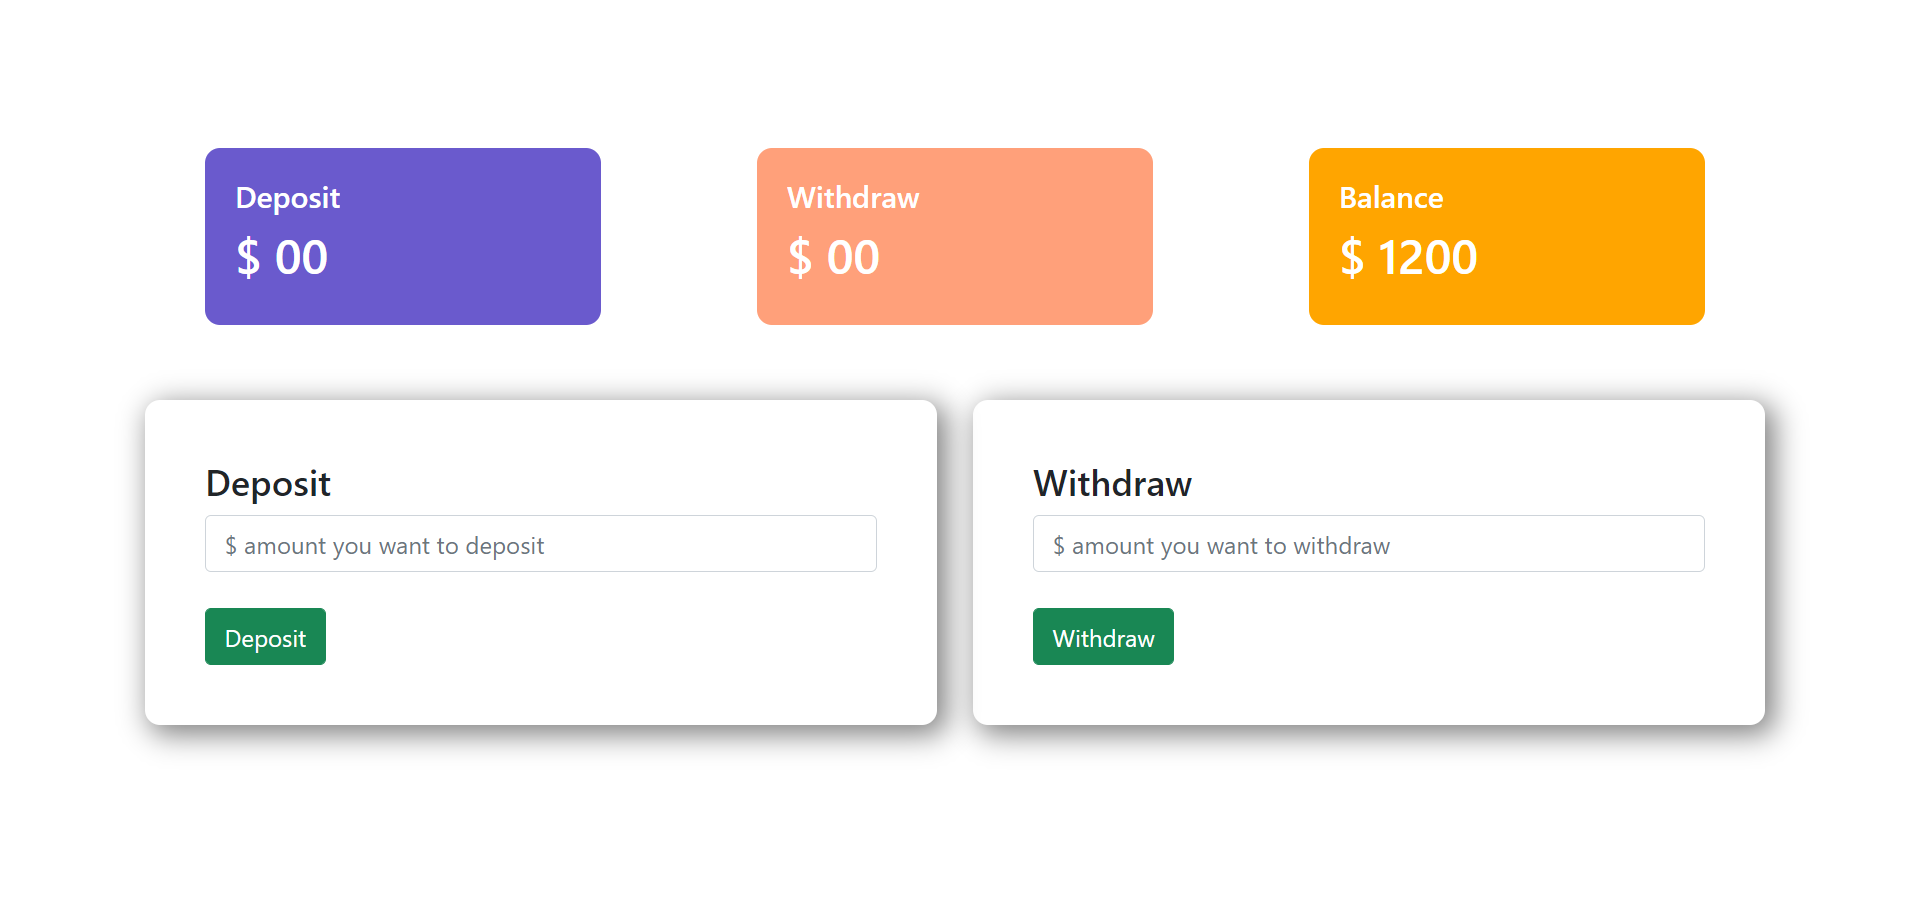 Deposit
$ 00
Withdraw
$ 00
Balance
$ 1200
Deposit
$ amount you want to deposit
Deposit
Withdraw
$ amount you want to withdraw
Withdraw